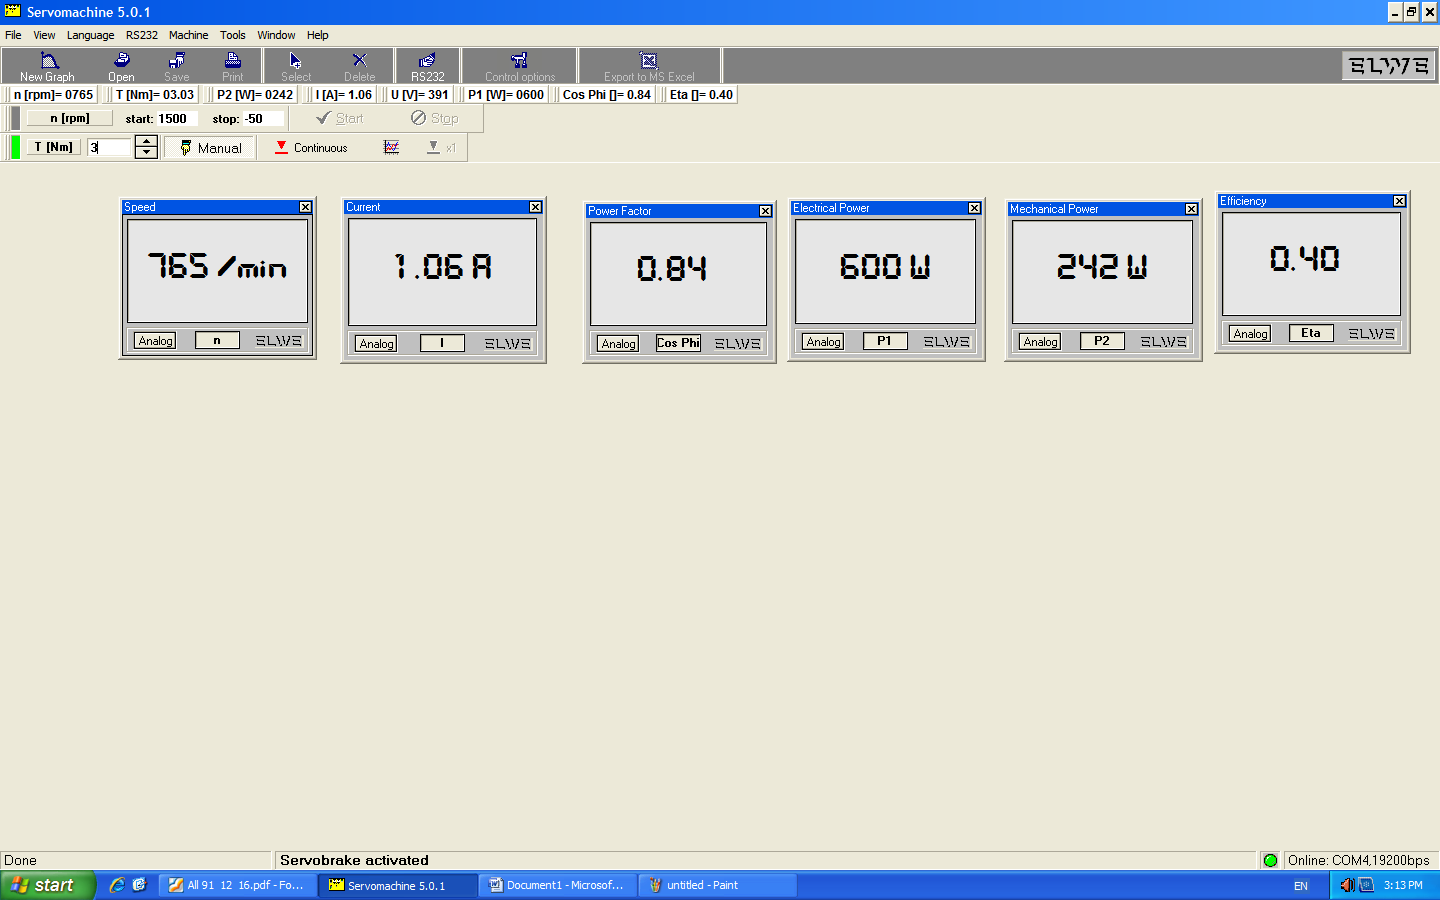 Servomachine 5.0.1
File View Language RS232 Machine Tools Window Help
New Graph Open Save Print Select Delete RS232 Control options Export to MS Excel ELWE
n [rpm]= 0765 T [Nm]= 03.03 P2 [W]= 0242 I [A]= 1.06 U [V]= 391 P1 [W]= 0600 Cos Phi []= 0.84 Eta []= 0.40
n [rpm] start: 1500 stop: -50 Start Stop
T [Nm] 3 Manual Continuous x1
Speed
765 /min
Analog n ELWE
Current
1.06 A
Analog I ELWE
Power Factor
0.84
Analog Cos Phi ELWE
Electrical Power
600 W
Analog P1 ELWE
Mechanical Power
242 W
Analog P2 ELWE
Efficiency
0.40
Analog Eta ELWE
Done Servobrake activated Online: COM4,19200bps
start All 91 12 16.pdf - Fo... Servomachine 5.0.1 Document1 - Microsof... untitled - Paint EN 3:13 PM